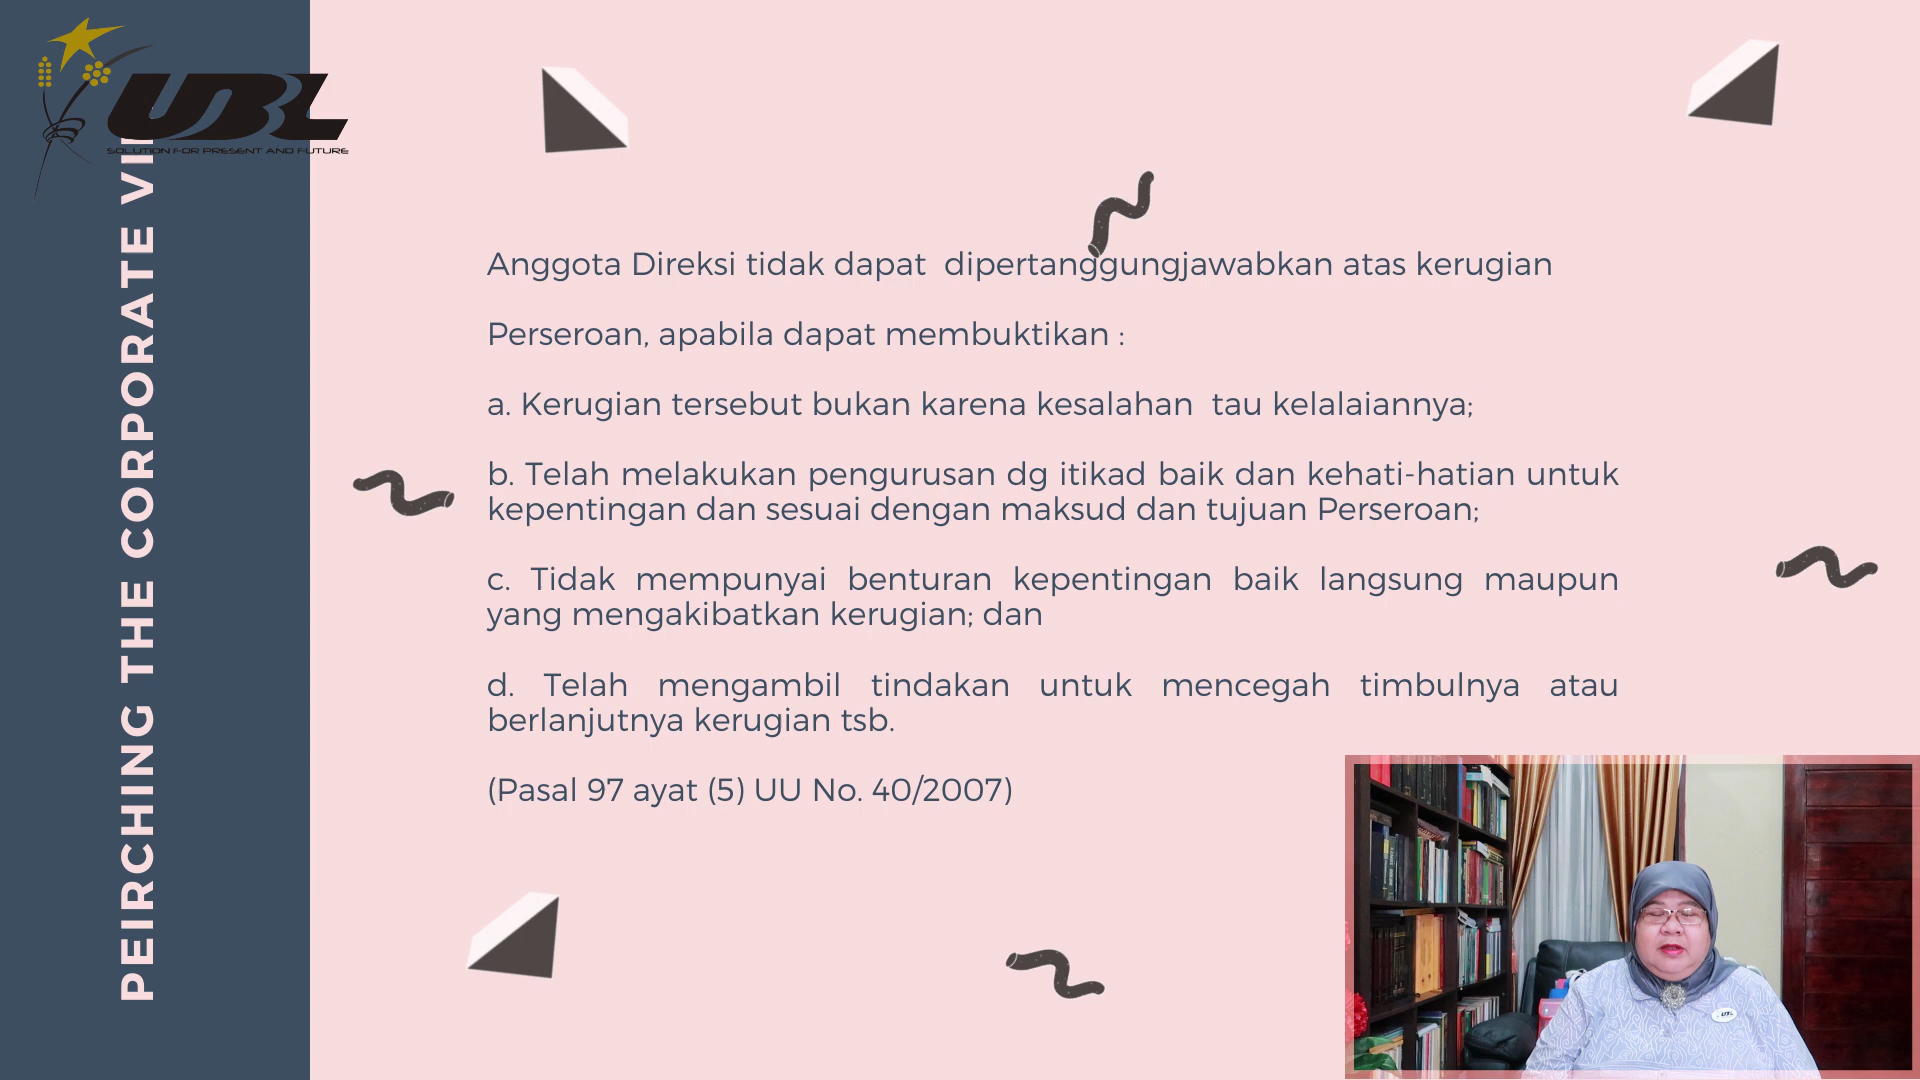 UBL
SOLUTION FOR PRESENT AND FUTURE
PEIRCHING THE CORPORATE
Anggota Direksi tidak dapat dipertanggungjawabkan atas kerugian
Perseroan, apabila dapat membuktikan :
a. Kerugian tersebut bukan karena kesalahan tau kelalaiannya;
b. Telah melakukan pengurusan dg itikad baik dan kehati-hatian untuk
kepentingan dan sesuai dengan maksud dan tujuan Perseroan;
c. Tidak mempunyai benturan kepentingan baik langsung maupun
yang mengakibatkan kerugian; dan
d. Telah mengambil tindakan untuk mencegah timbulnya atau
berlanjutnya kerugian tsb.
(Pasal 97 ayat (5) UU No. 40/2007)
UBL